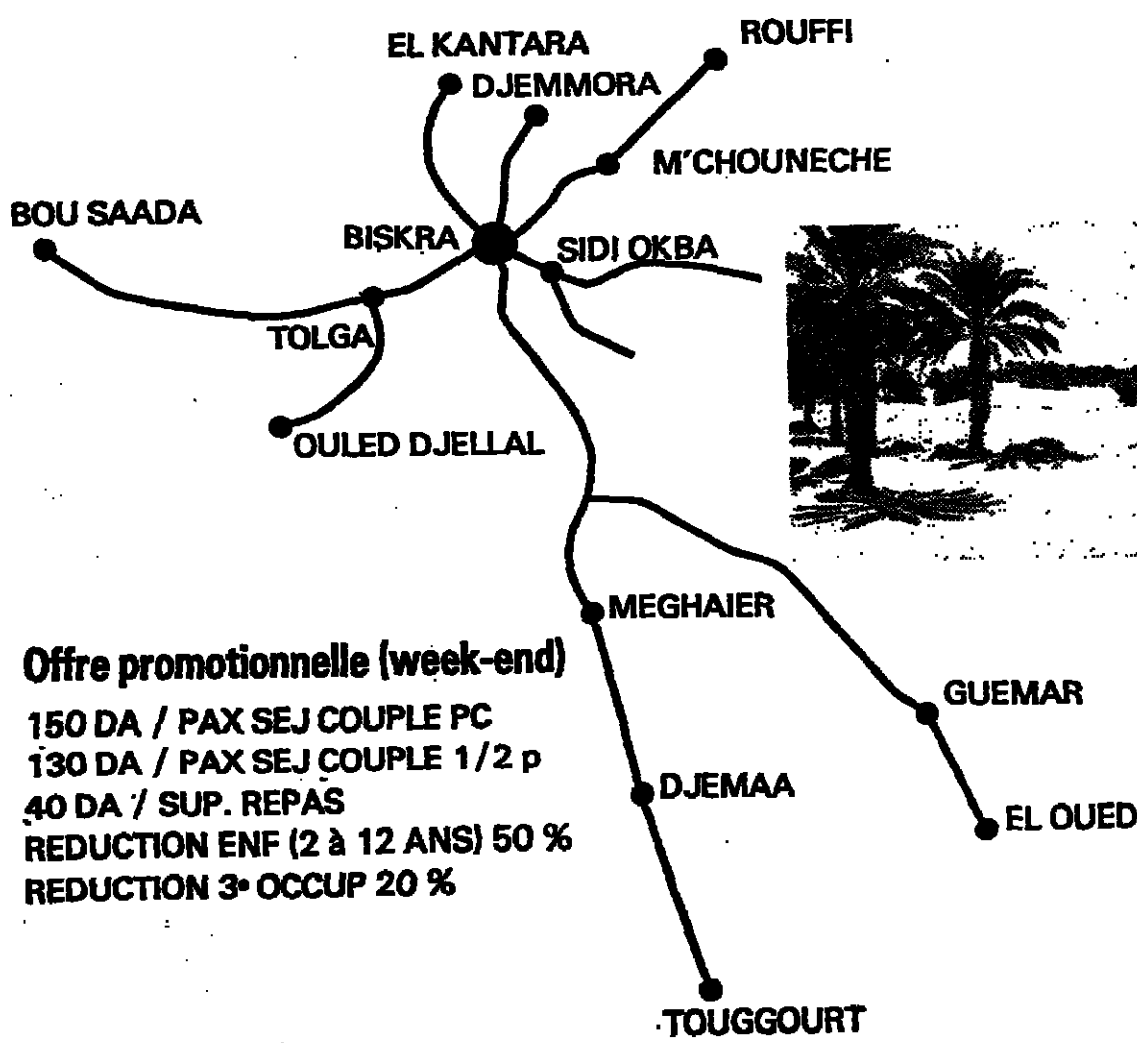 EL KANTARA
ROUFFI
DJEMMORA
M'CHOUNECHE
BOU SAADA
BISKRA
SIDI OKBA
TOLGA
OULED DJELLAL
MEGHAIER
Offre promotionnelle (week-end)
150 DA / PAX SEJ COUPLE PC
130 DA / PAX SEJ COUPLE 1/2 p
40 DA / SUP. REPAS
REDUCTION ENF (2 à 12 ANS) 50 %
REDUCTION 3e OCCUP 20 %
GUEMAR
DJEMAA
EL OUED
TOUGGOURT